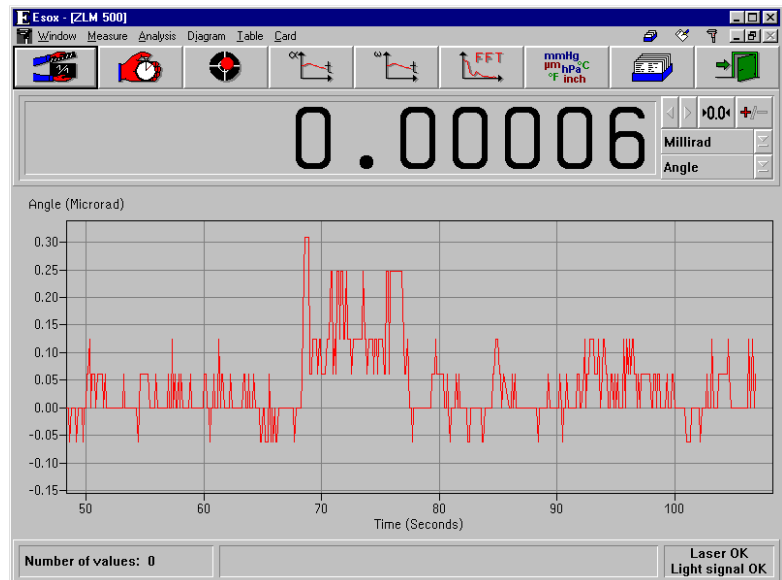 Esox - [ZLM 500]
Window Measure Analysis Diagram Table Card
1/1 α t ω t FFT mmHg µm hPa °C °F inch
0.00006
0.0 +/−
Millirad
Angle
Angle (Microrad)
0.30
0.25
0.20
0.15
0.10
0.05
0.00
-0.05
-0.10
-0.15
50 60 70 80 90 100
Time (Seconds)
Number of values: 0
Laser OK
Light signal OK